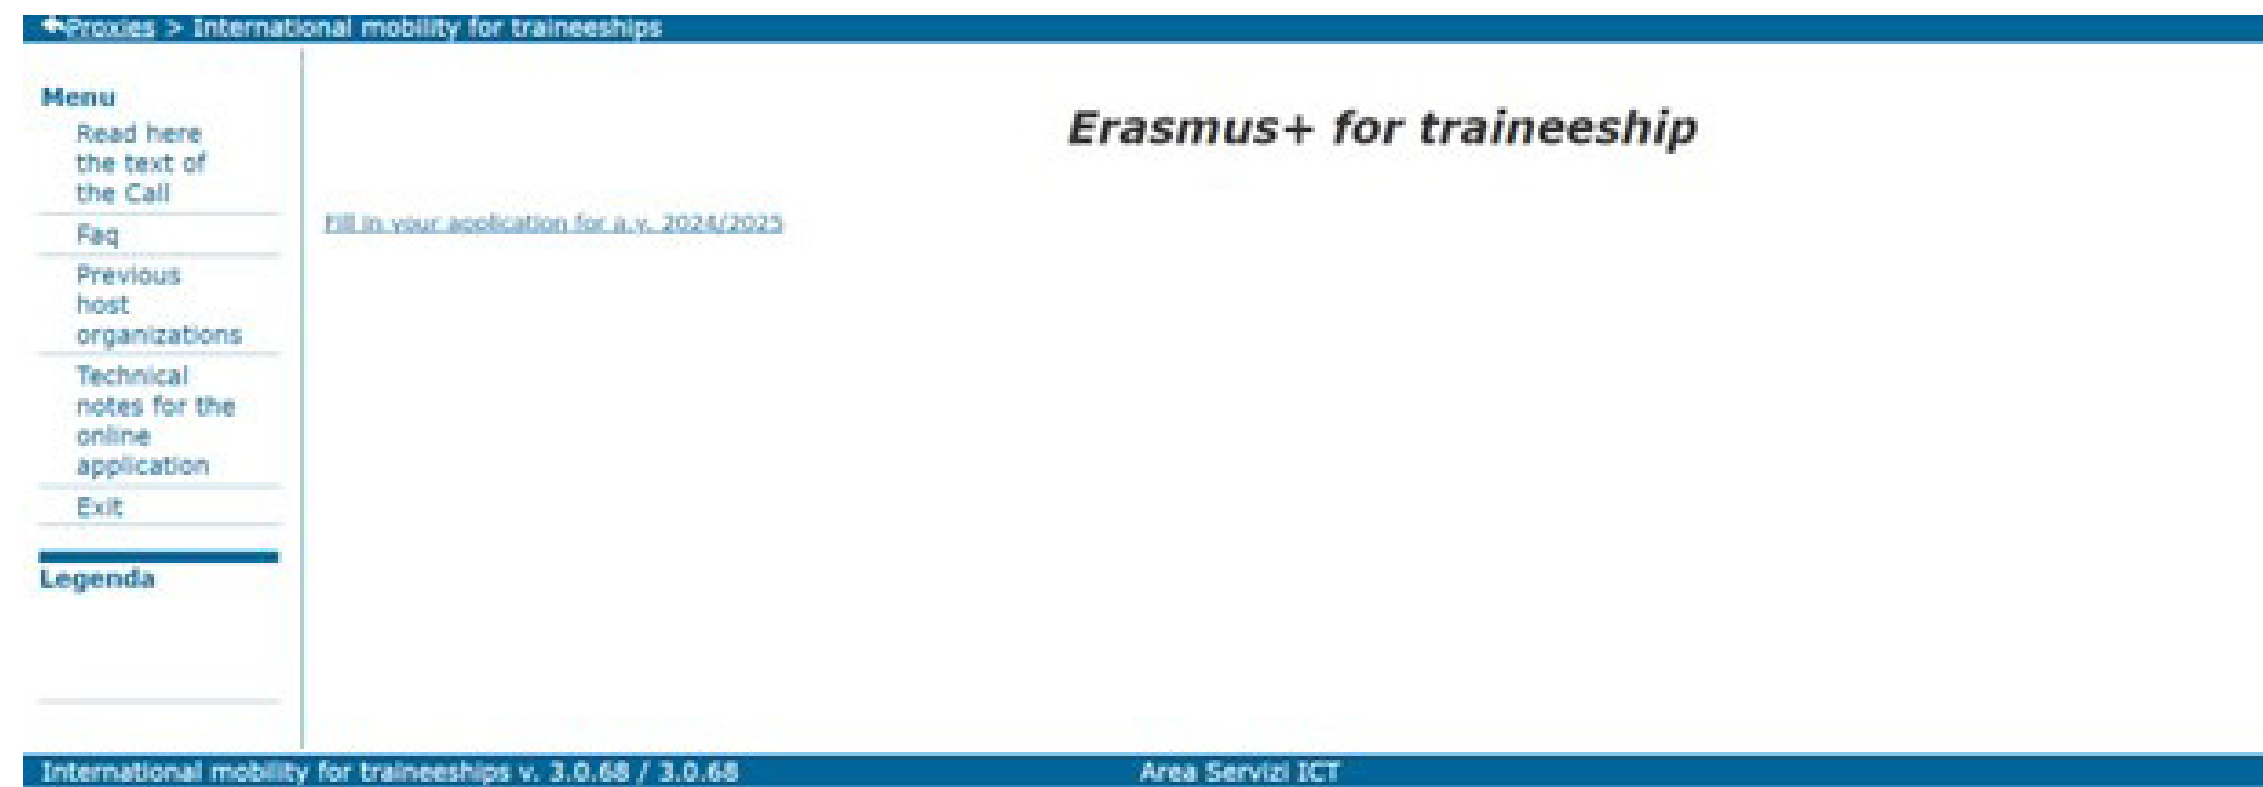 Proxies > International mobility for traineeships
Menu
Read here
the text of
the Call
Faq
Previous
host
organizations
Technical
notes for the
online
application
Exit
Legenda
Erasmus+ for traineeship
Fill in your application for a.y. 2024/2025
International mobility for traineeships v. 3.0.68 / 3.0.68
Area Servizi ICT